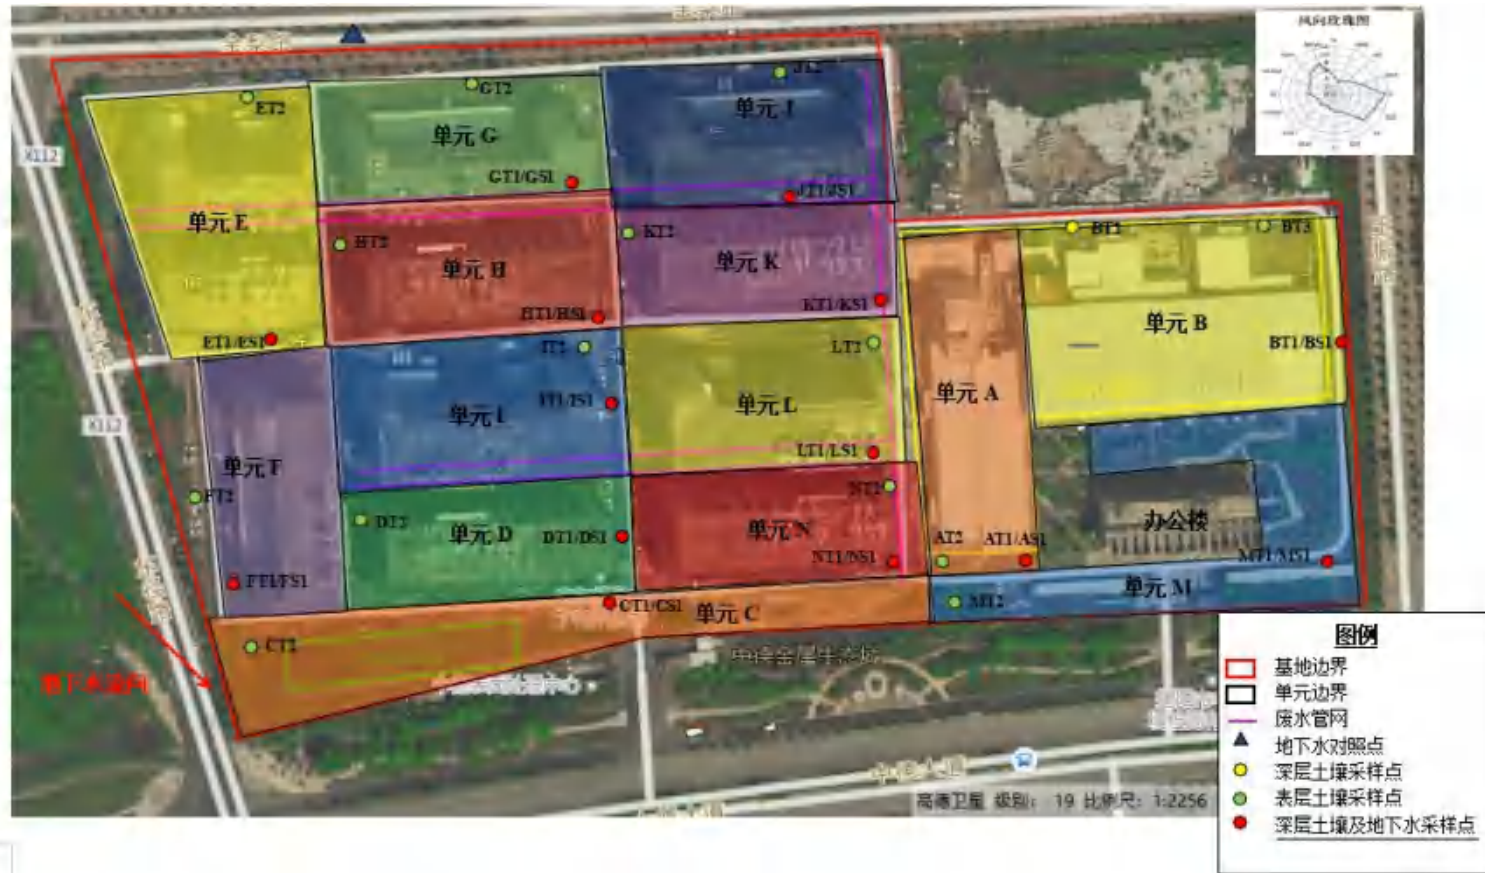 风向玫瑰图
X112
ET2
GT2
JT2
单元 G
单元 J
GT1/GS1
JT1/JS1
单元 E
HT2
KT2
BT2
BT3
单元 H
单元 K
KT1/KS1
HT1/HS1
单元 B
ET1/ES1
IT2
LT2
BT1/BS1
单元 A
单元 I
IT1/IS1
单元 L
X112
LT1/LS1
单元 F
FT2
NT2
DT2
单元 D
DT1/DS1
单元 N
办公楼
AT2
AT1/AS1
NT1/NS1
MT1/MS1
FT1/FS1
单元 M
CT1/CS1
单元 C
MT2
CT2
地下水流向
高德卫星 级别: 19 比例尺: 1:2256
图例
基地边界
单元边界
废水管网
地下水对照点
深层土壤采样点
表层土壤采样点
深层土壤及地下水采样点